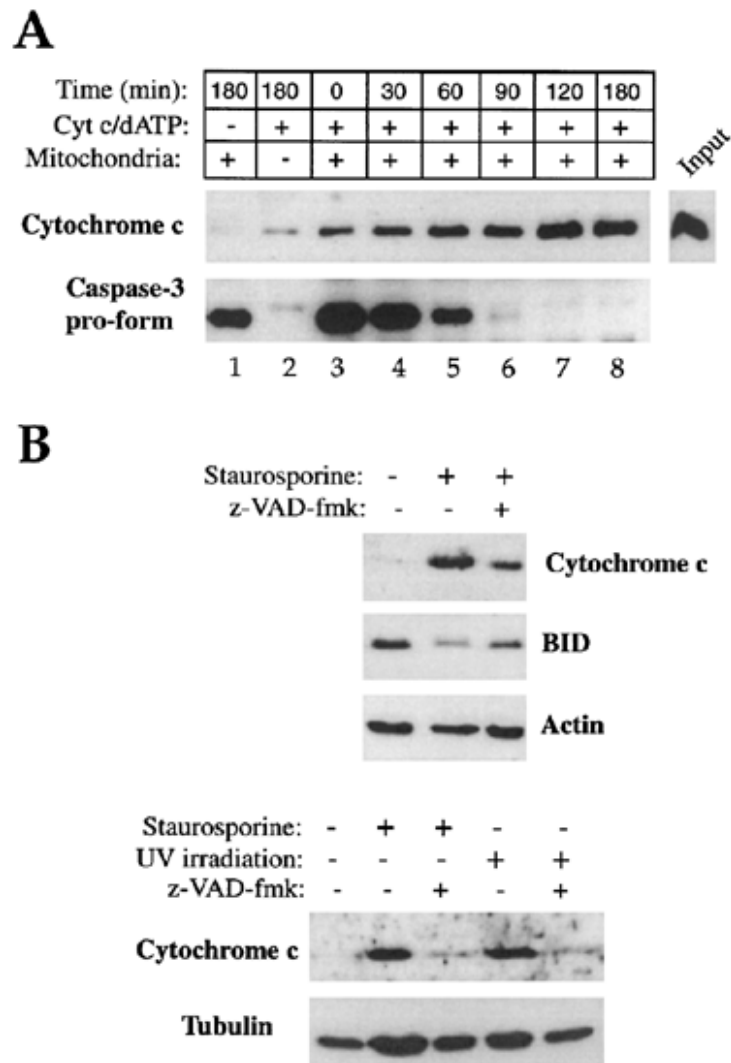 A
Time (min): 180 180 0 30 60 90 120 180
Cyt c/dATP: - + + + + + + +
Mitochondria: + - + + + + + +
Input
Cytochrome c
Caspase-3
pro-form
1 2 3 4 5 6 7 8
B
Staurosporine: - + +
z-VAD-fmk: - - +
Cytochrome c
BID
Actin
Staurosporine: - + + - -
UV irradiation: - - - + +
z-VAD-fmk: - - + - +
Cytochrome c
Tubulin